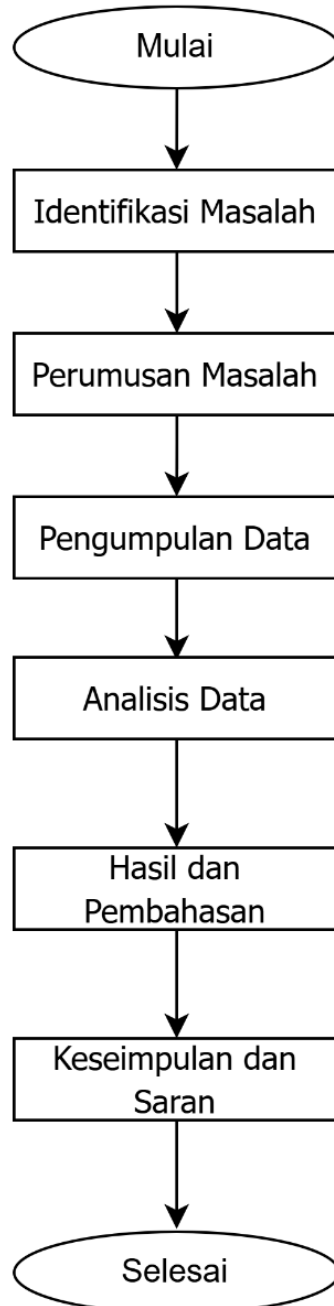 Mulai
Identifikasi Masalah
Perumusan Masalah
Pengumpulan Data
Analisis Data
Hasil dan
Pembahasan
Keseimpulan dan
Saran
Selesai